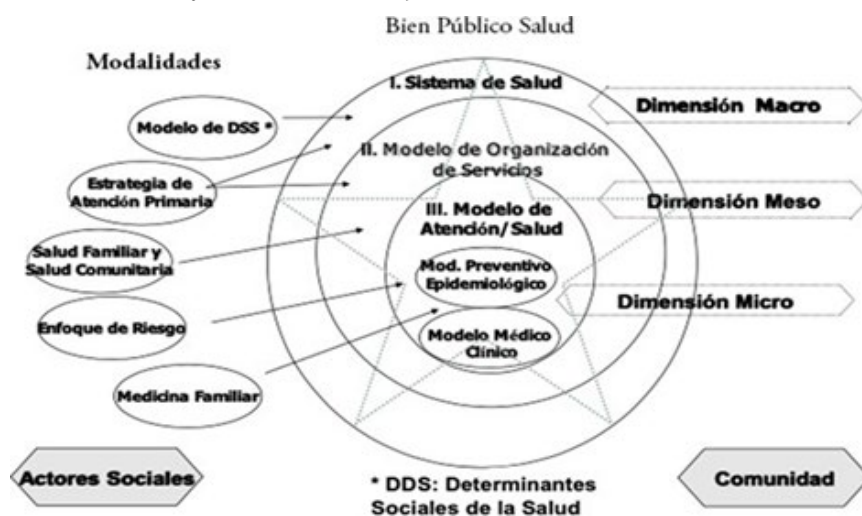 Bien Público Salud
Modalidades
I. Sistema de Salud
Dimensión Macro
Modelo de DSS *
II. Modelo de Organización
de Servicios
Estrategia de
Atención Primaria
Dimensión Meso
III. Modelo de
Atención/Salud
Salud Familiar y
Salud Comunitaria
Mod. Preventivo
Epidemiológico
Dimensión Micro
Enfoque de Riesgo
Modelo Médico
Clínico
Medicina Familiar
Actores Sociales
* DDS: Determinantes
Sociales de la Salud
Comunidad